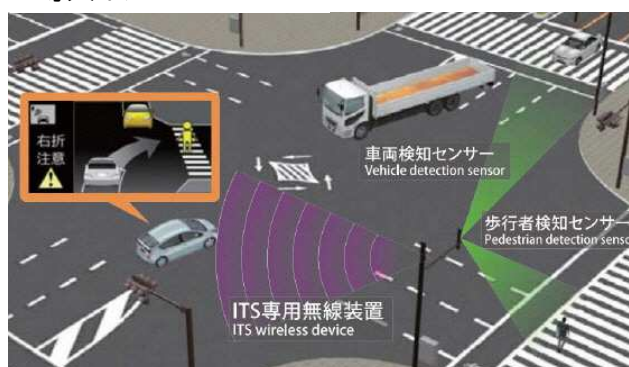 右折
注意
車両検知センサー
Vehicle detection sensor
歩行者検知センサー
Pedestrian detection senso
ITS専用無線装置
ITS wireless device